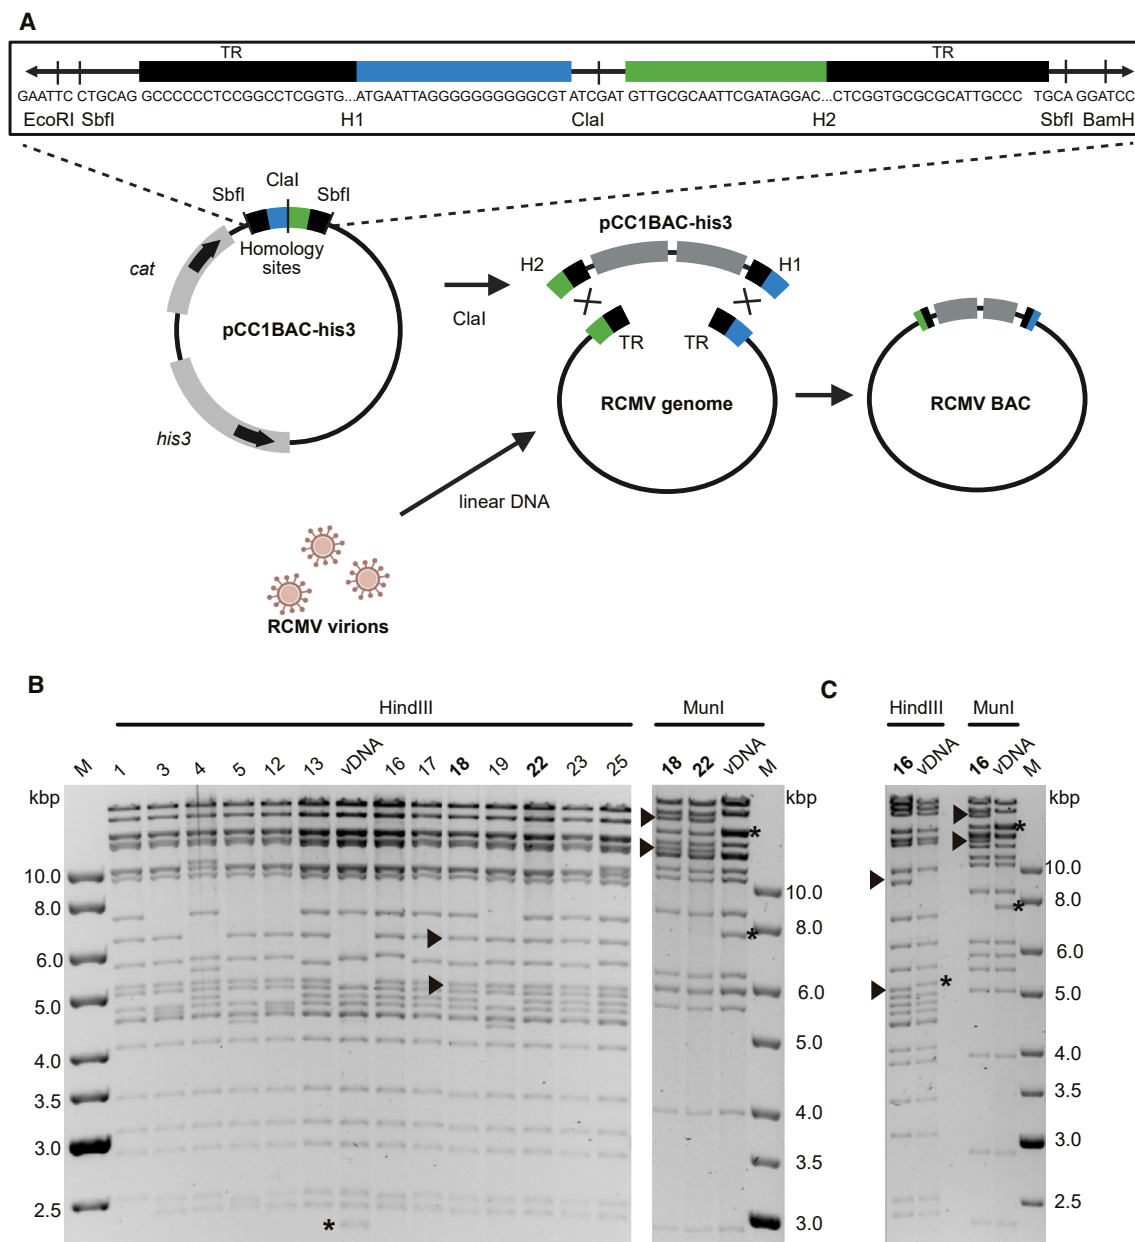 A
TR TR
GAATTC CTGCAG GCCCCCCTCCGGCCTCGGTG...ATGAATTAGGGGGGGGGGCGT ATCGAT GTTGCGCAATTCGATAGGAC...CTCGGTGCGCGCATTGCCC TGCA GGATCC
EcoRI SbfI H1 ClaI H2 SbfI BamH
ClaI
SbfI SbfI
Homology
sites
cat
pCC1BAC-his3
his3
ClaI
pCC1BAC-his3
H2 H1
TR TR
RCMV genome
RCMV BAC
linear DNA
RCMV virions
B
HindIII MunI
M 1 3 4 5 12 13 vDNA 16 17 18 19 22 23 25 18 22 vDNA M
kbp kbp
10.0
8.0
6.0
5.0
4.0
3.5
3.0
2.5
*
*
*
10.0
8.0
6.0
5.0
4.0
3.5
3.0
C
HindIII MunI
16 vDNA 16 vDNA M
kbp
*
*
*
10.0
8.0
6.0
5.0
4.0
3.5
3.0
2.5